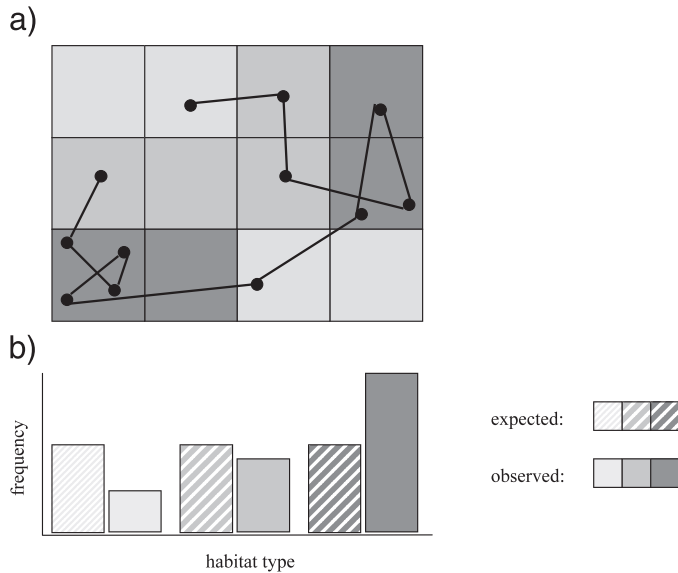 a)
b)
frequency
habitat type
expected:
observed: